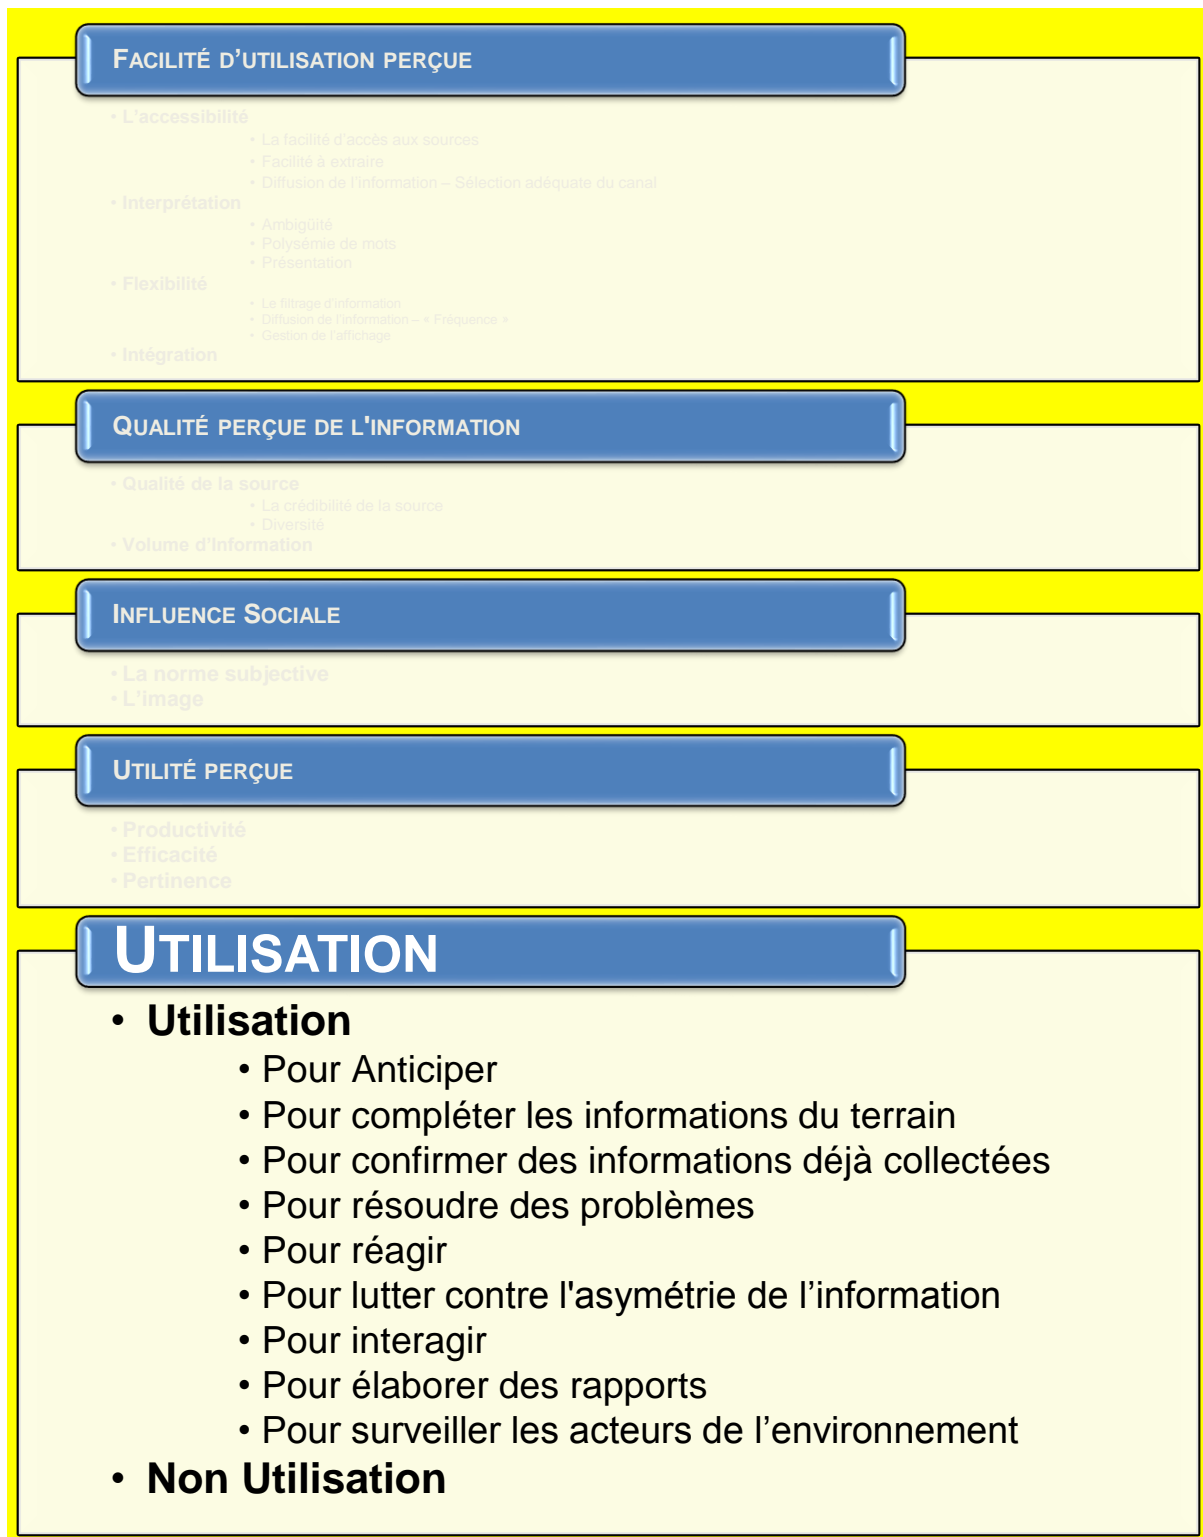 FACILITÉ D’UTILISATION PERÇUE
• L'accessibilité
• La facilité d’accès aux sources
• Facilité à extraire
• Diffusion de l’information – Sélection adéquate du canal
• Interprétation
• Ambigüité
• Polysémie de mots
• Présentation
• Flexibilité
• Le filtrage d’information
• Diffusion de l’information – « Fréquence »
• Gestion de l’affichage
• Intégration
QUALITÉ PERÇUE DE L'INFORMATION
• Qualité de la source
• La crédibilité de la source
• Diversité
• Volume d’Information
INFLUENCE SOCIALE
• La norme subjective
• L’image
UTILITÉ PERÇUE
• Productivité
• Efficacité
• Pertinence
UTILISATION
• Utilisation
• Pour Anticiper
• Pour compléter les informations du terrain
• Pour confirmer des informations déjà collectées
• Pour résoudre des problèmes
• Pour réagir
• Pour lutter contre l'asymétrie de l’information
• Pour interagir
• Pour élaborer des rapports
• Pour surveiller les acteurs de l’environnement
• Non Utilisation